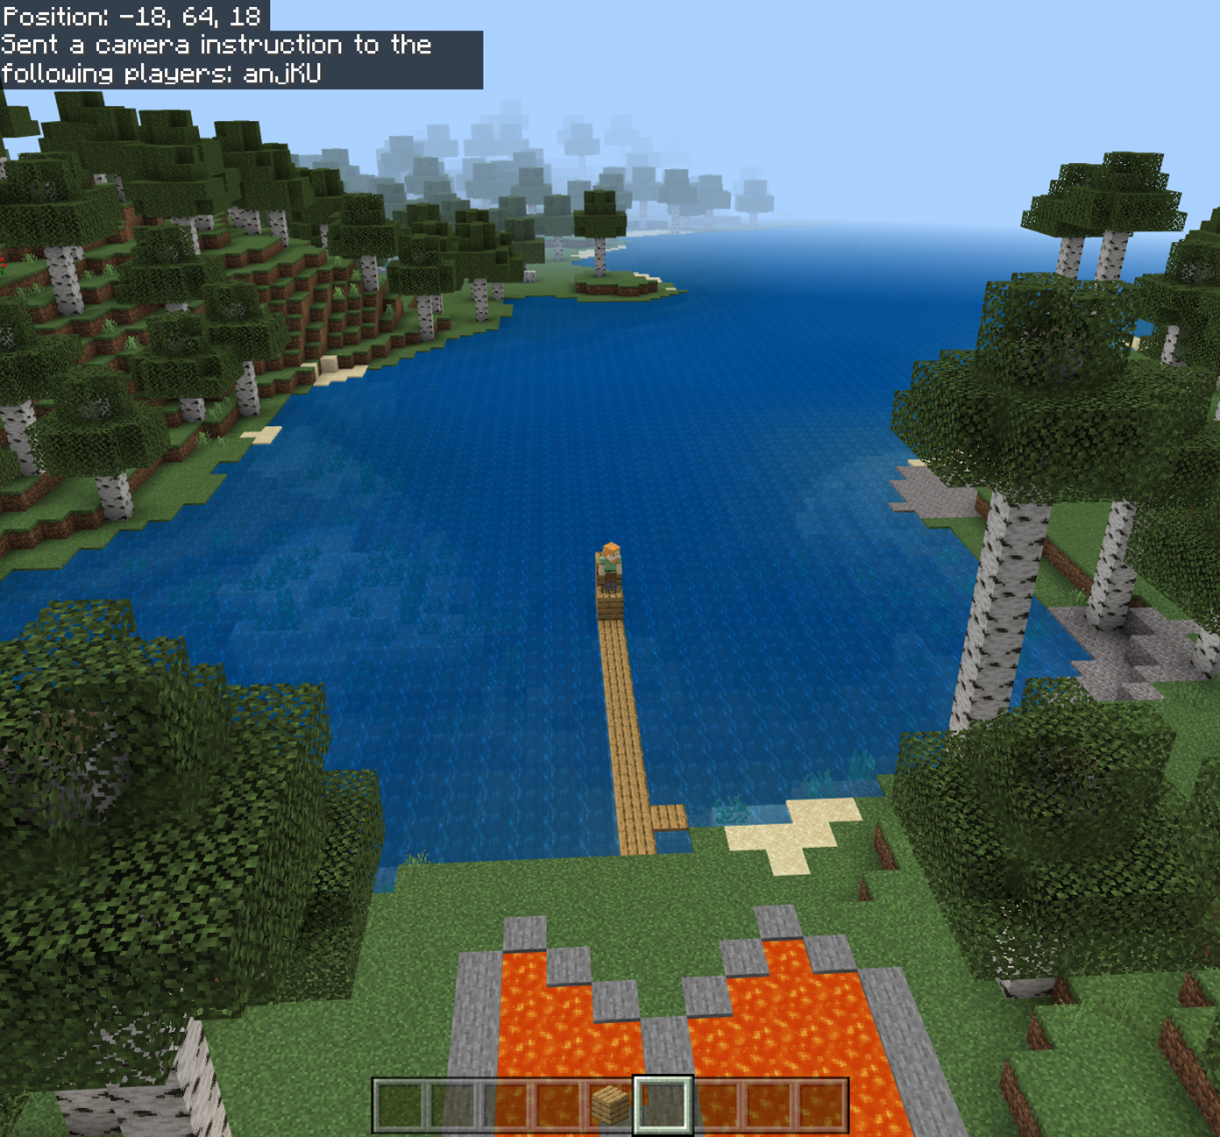 Position: -18, 64, 18
Sent a camera instruction to the
following players: anjKU